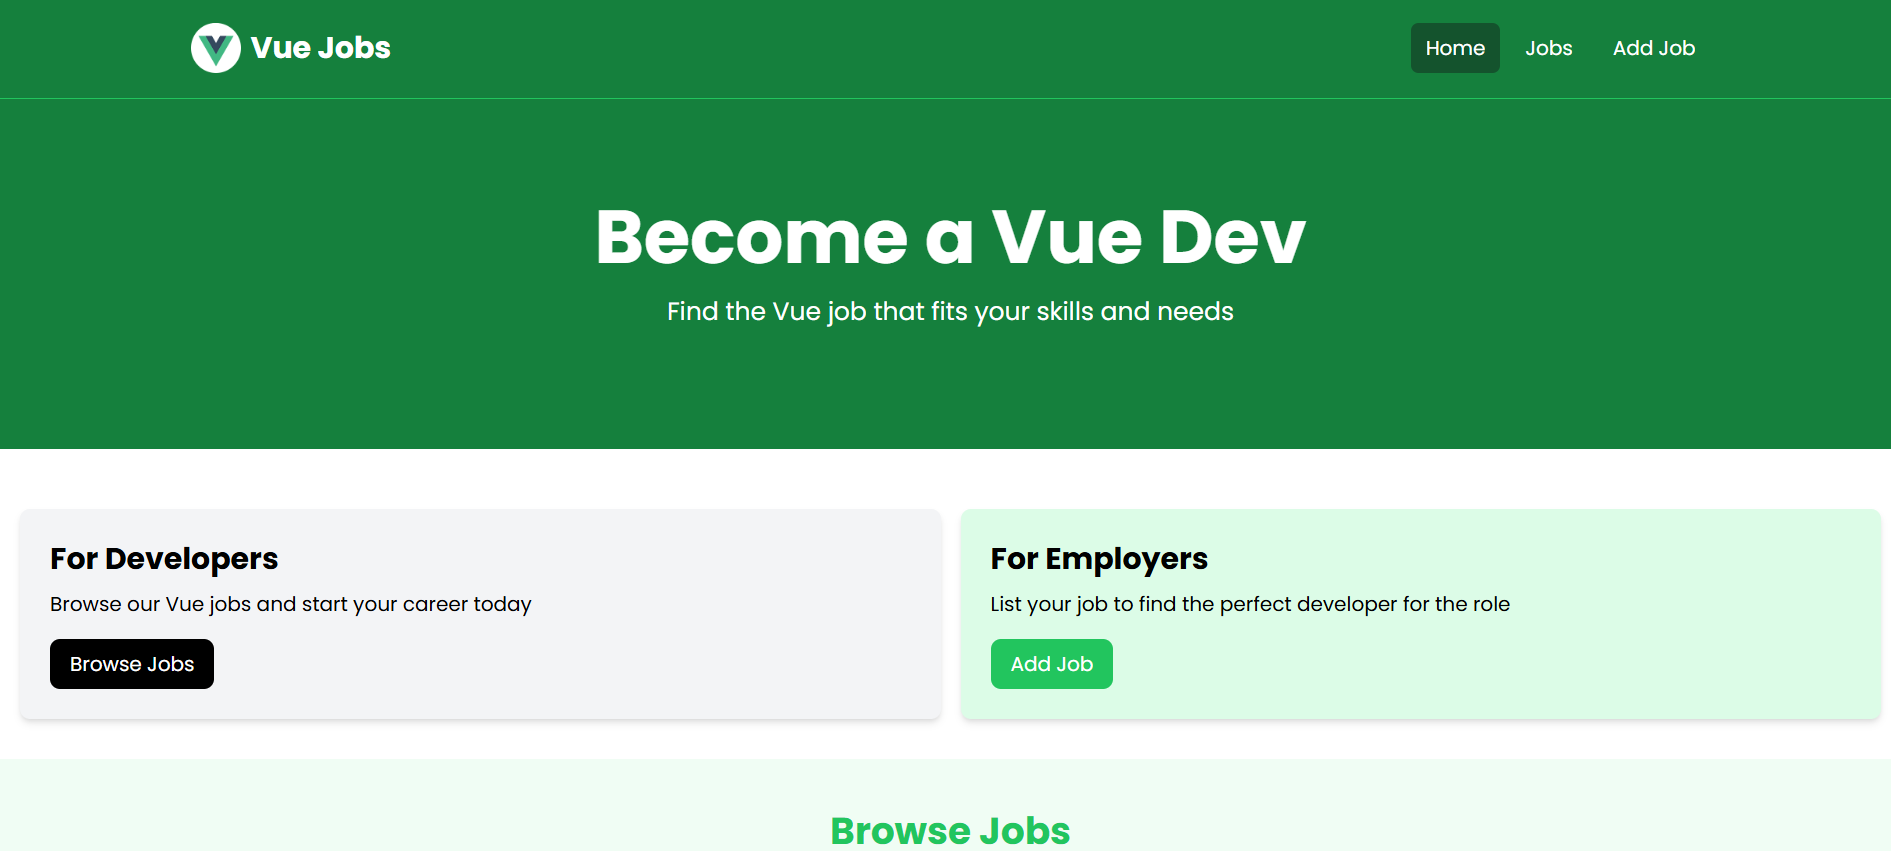 Vue Jobs
Home
Jobs
Add Job
Become a Vue Dev
Find the Vue job that fits your skills and needs
For Developers
Browse our Vue jobs and start your career today
Browse Jobs
For Employers
List your job to find the perfect developer for the role
Add Job
Browse Jobs